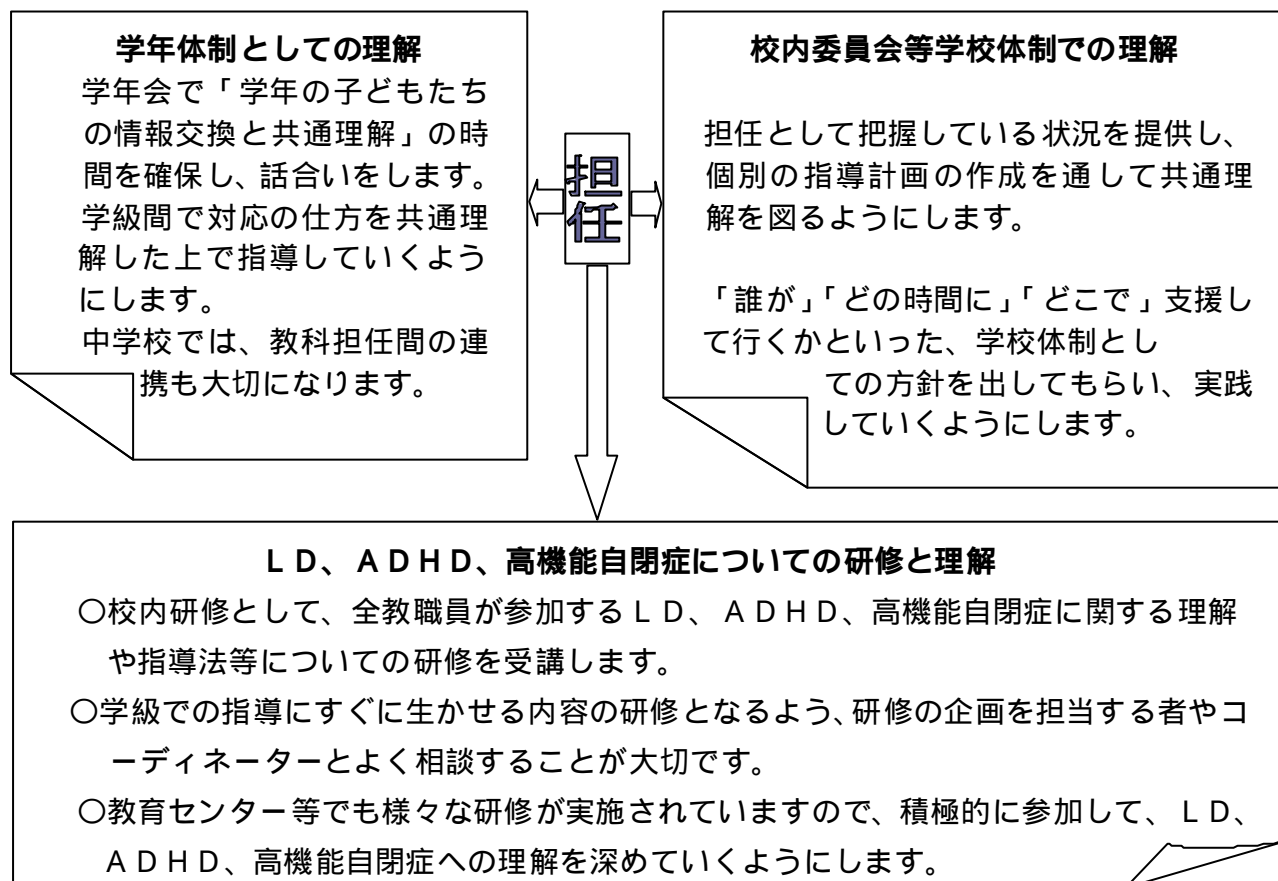 学年体制としての理解
学年会で「学年の子どもたち
の情報交換と共通理解」の時
間を確保し、話合いをします。
学級間で対応の仕方を共通理
解した上で指導していくよう
にします。
中学校では、教科担任間の連
携も大切になります。
担任
校内委員会等学校体制での理解
担任として把握している状況を提供し、
個別の指導計画の作成を通して共通理
解を図るようにします。
「誰が」「どの時間に」「どこで」支援し
て行くかといった、学校体制とし
ての方針を出してもらい、実践
していくようにします。
ＬＤ、ＡＤＨＤ、高機能自閉症についての研修と理解
○校内研修として、全教職員が参加するＬＤ、ＡＤＨＤ、高機能自閉症に関する理解
や指導法等についての研修を受講します。
○学級での指導にすぐに生かせる内容の研修となるよう、研修の企画を担当する者やコ
ーディネーターとよく相談することが大切です。
○教育センター等でも様々な研修が実施されていますので、積極的に参加して、ＬＤ、
ＡＤＨＤ、高機能自閉症への理解を深めていくようにします。